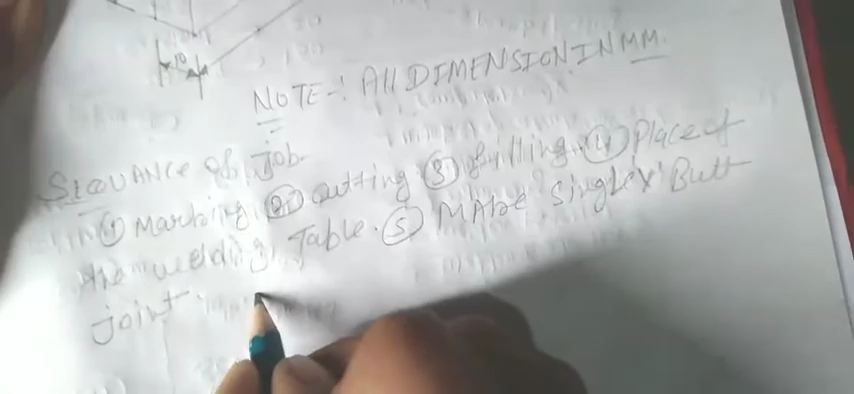 10
NOTE-: All DIMENSION IN MM.
SEQUANCE of Job-
① Marking ② cutting ③ filling. ④ Place of
the welding Table. ⑤ MAke single 'V' Butt
joint.